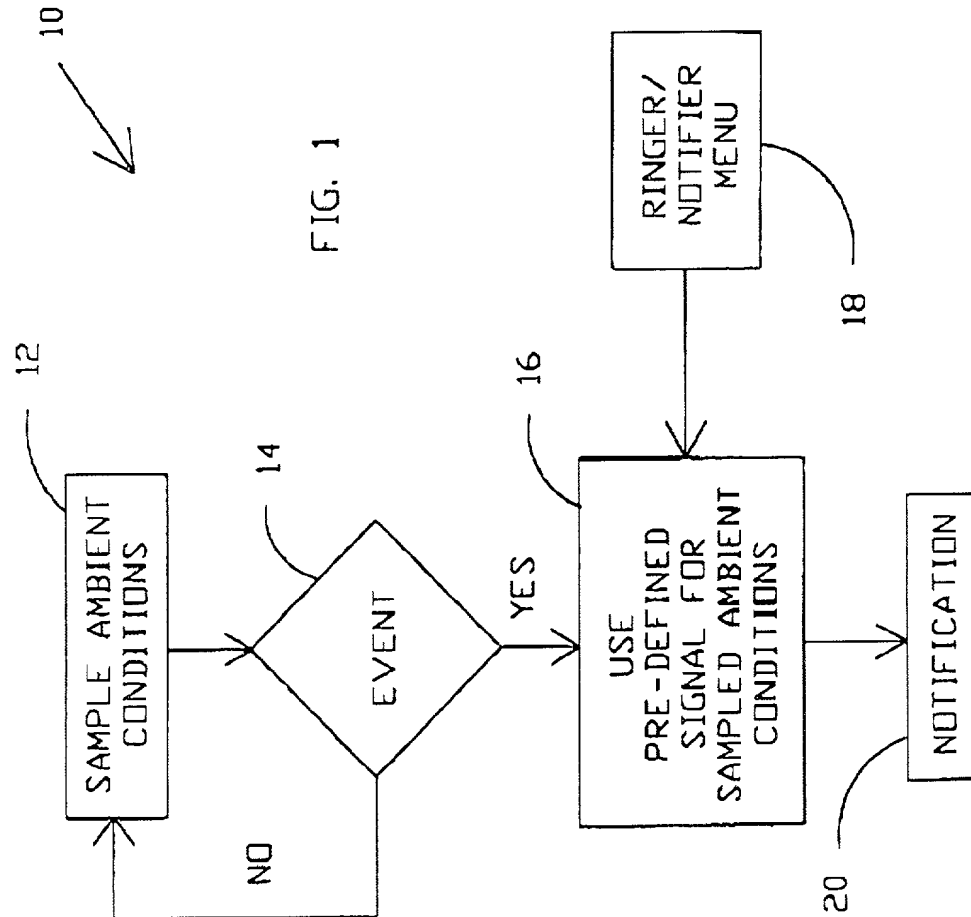 10
12
SAMPLE AMBIENT
CONDITIONS
14
EVENT
NO
YES
FIG. 1
16
USE
PRE-DEFINED
SIGNAL FOR
SAMPLED AMBIENT
CONDITIONS
RINGER/
NOTIFIER
MENU
18
20
NOTIFICATION